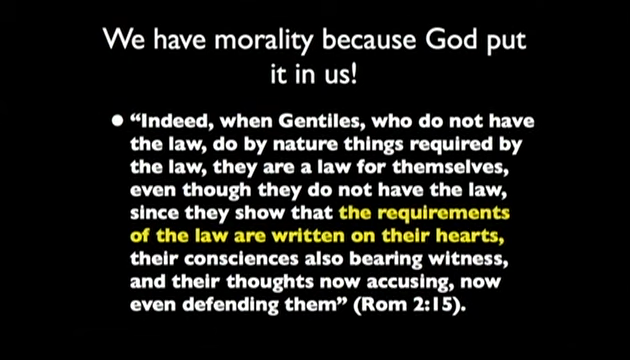 We have morality because God put
it in us!
• “Indeed, when Gentiles, who do not have
the law, do by nature things required by
the law, they are a law for themselves,
even though they do not have the law,
since they show that the requirements
of the law are written on their hearts,
their consciences also bearing witness,
and their thoughts now accusing, now
even defending them” (Rom 2:15).